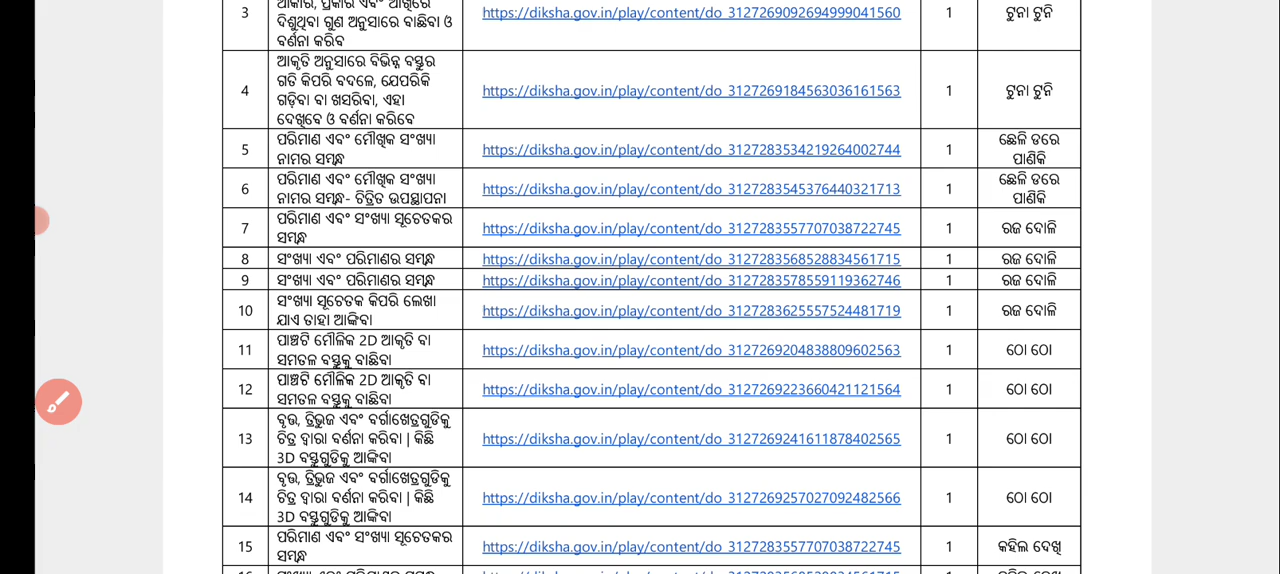 3
ଆକାର, ପ୍ରକାର ଏବଂ ଆଖିରେ
ଦିଶୁଥିବା ଗୁଣ ଅନୁସାରେ ବାଛିବା ଓ
ବର୍ଣନା କରିବ
https://diksha.gov.in/play/content/do_3127269092694999041560
1
ଟୁନା ଟୁନି
4
ଆକୃତି ଅନୁସାରେ ବିଭିନ୍ନ ବସ୍ତୁର
ଗତି କିପରି ବଦଳେ, ଯେପରିକି
ଗଡ଼ିବା ବା ଖସରିବା, ଏହା
ଦେଖିବେ ଓ ବର୍ଣନା କରିବେ
https://diksha.gov.in/play/content/do_3127269184563036161563
1
ଟୁନା ଟୁନି
5
ପରିମାଣ ଏବଂ ମୌଖିକ ସଂଖ୍ୟା
ନାମର ସମ୍ବନ୍ଧ
https://diksha.gov.in/play/content/do_3127283534219264002744
1
ଛେଳି ଡରେ
ପାଣିକି
6
ପରିମାଣ ଏବଂ ମୌଖିକ ସଂଖ୍ୟା
ନାମର ସମ୍ବନ୍ଧ- ଚିତ୍ରିତ ଉପସ୍ଥାପନା
https://diksha.gov.in/play/content/do_3127283545376440321713
1
ଛେଳି ଡରେ
ପାଣିକି
7
ପରିମାଣ ଏବଂ ସଂଖ୍ୟା ସୂଚେତକର
ସମ୍ବନ୍ଧ
https://diksha.gov.in/play/content/do_3127283557707038722745
1
ରଜ ଦୋଳି
8
ସଂଖ୍ୟା ଏବଂ ପରିମାଣର ସମ୍ବନ୍ଧ
https://diksha.gov.in/play/content/do_3127283568528834561715
1
ରଜ ଦୋଳି
9
ସଂଖ୍ୟା ଏବଂ ପରିମାଣର ସମ୍ବନ୍ଧ
https://diksha.gov.in/play/content/do_3127283578559119362746
1
ରଜ ଦୋଳି
10
ସଂଖ୍ୟା ସୂଚେତକ କିପରି ଲେଖା
ଯାଏ ତାହା ଆଙ୍କିବା
https://diksha.gov.in/play/content/do_3127283625557524481719
1
ରଜ ଦୋଳି
11
ପାଞ୍ଚଟି ମୌଳିକ 2D ଆକୃତି ବା
ସମତଳ ବସ୍ତୁକୁ ବାଛିବା
https://diksha.gov.in/play/content/do_3127269204838809602563
1
ଠୋ ଠୋ
12
ପାଞ୍ଚଟି ମୌଳିକ 2D ଆକୃତି ବା
ସମତଳ ବସ୍ତୁକୁ ବାଛିବା
https://diksha.gov.in/play/content/do_3127269223660421121564
1
ଠୋ ଠୋ
13
ବୃତ୍ତ, ତ୍ରିଭୁଜ ଏବଂ ବର୍ଗାଖେତ୍ରଗୁଡିକୁ
ଚିତ୍ର ଦ୍ୱାରା ବର୍ଣନା କରିବା | କିଛି
3D ବସ୍ତୁଗୁଡିକୁ ଆଙ୍କିବା
https://diksha.gov.in/play/content/do_3127269241611878402565
1
ଠୋ ଠୋ
14
ବୃତ୍ତ, ତ୍ରିଭୁଜ ଏବଂ ବର୍ଗାଖେତ୍ରଗୁଡିକୁ
ଚିତ୍ର ଦ୍ୱାରା ବର୍ଣନା କରିବା | କିଛି
3D ବସ୍ତୁଗୁଡିକୁ ଆଙ୍କିବା
https://diksha.gov.in/play/content/do_3127269257027092482566
1
ଠୋ ଠୋ
15
ପରିମାଣ ଏବଂ ସଂଖ୍ୟା ସୂଚେତକର
ସମ୍ବନ୍ଧ
https://diksha.gov.in/play/content/do_3127283557707038722745
1
କହିଲ ଦେଖି